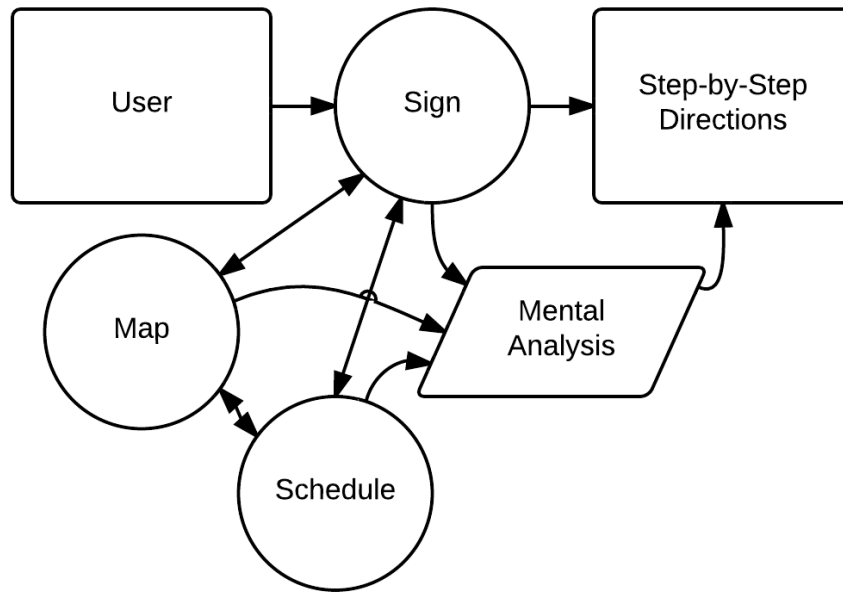 User
Sign
Step-by-Step
Directions
Map
Mental
Analysis
Schedule